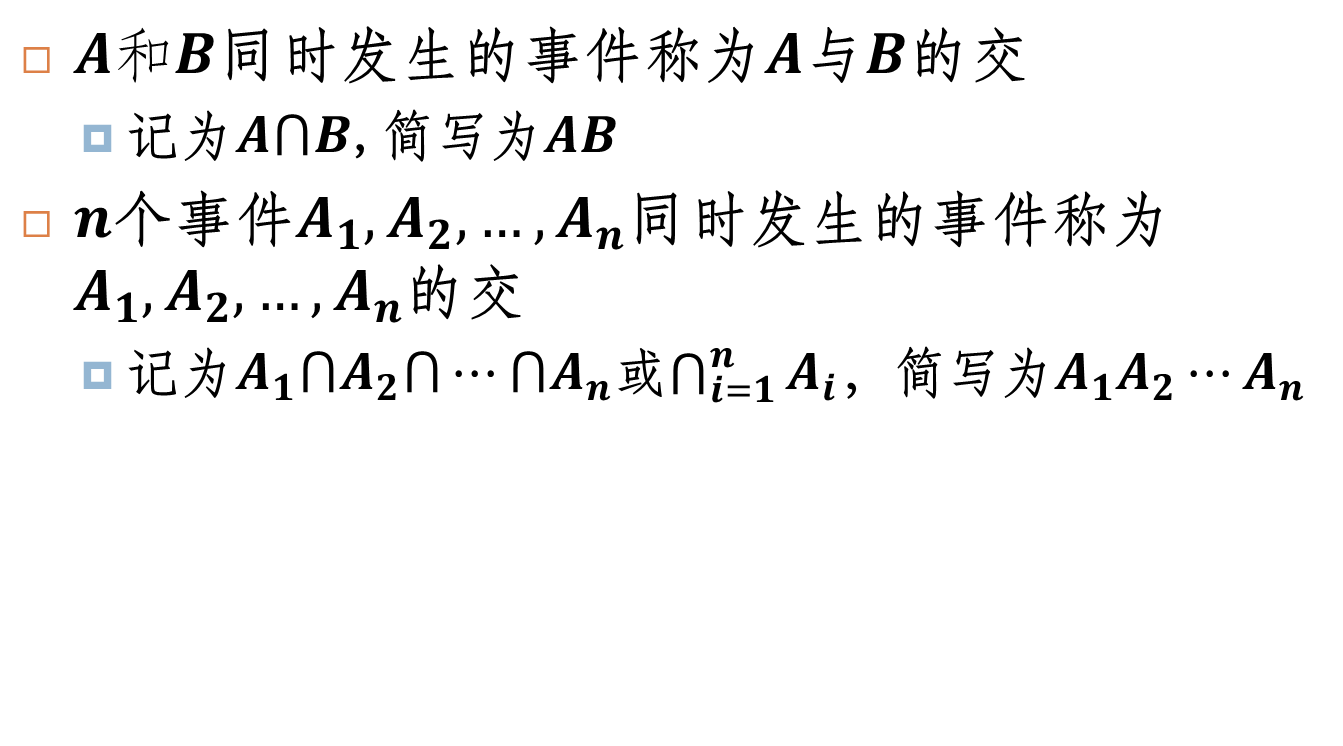 A和B同时发生的事件称为A与B的交
记为A∩B, 简写为AB
n个事件A₁, A₂, … , Aₙ同时发生的事件称为
A₁, A₂, … , Aₙ的交
记为A₁∩A₂∩ ⋯ ∩Aₙ或⋂ⁿᵢ₌₁ Aᵢ，简写为A₁A₂ ⋯ Aₙ